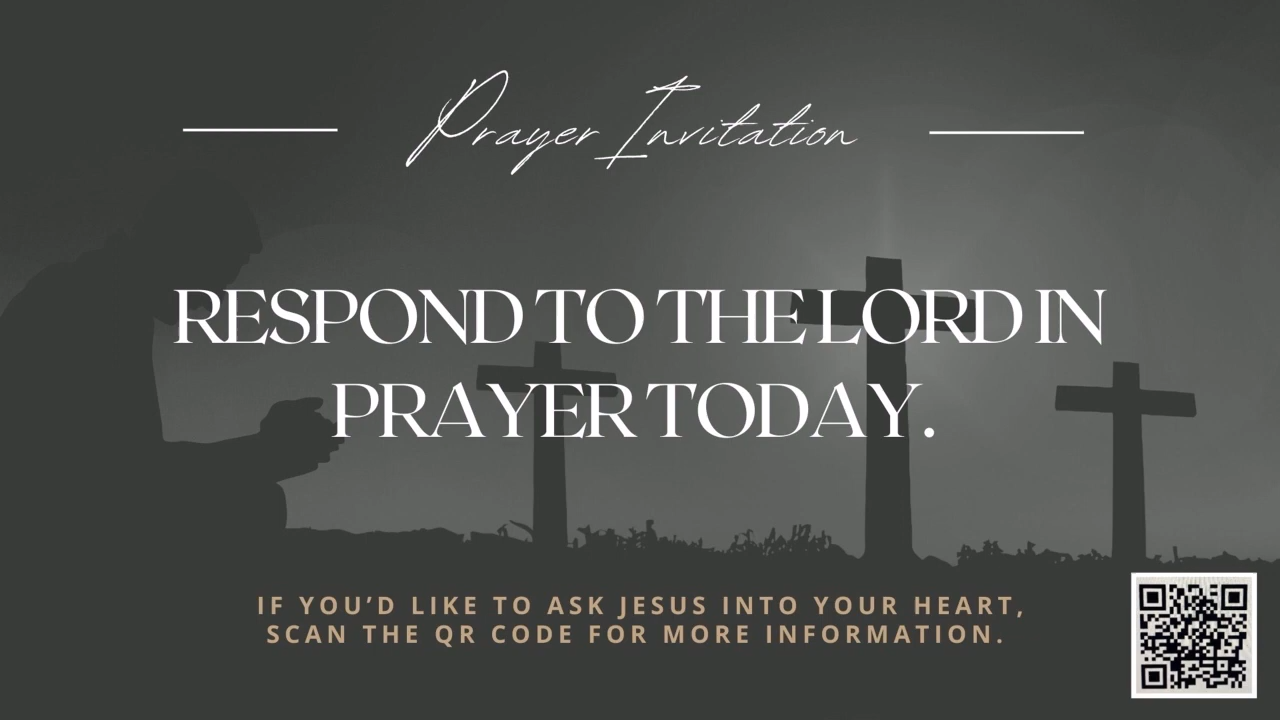 Prayer Invitation
RESPOND TO THE LORD IN
PRAYER TODAY.
IF YOU’D LIKE TO ASK JESUS INTO YOUR HEART,
SCAN THE QR CODE FOR MORE INFORMATION.